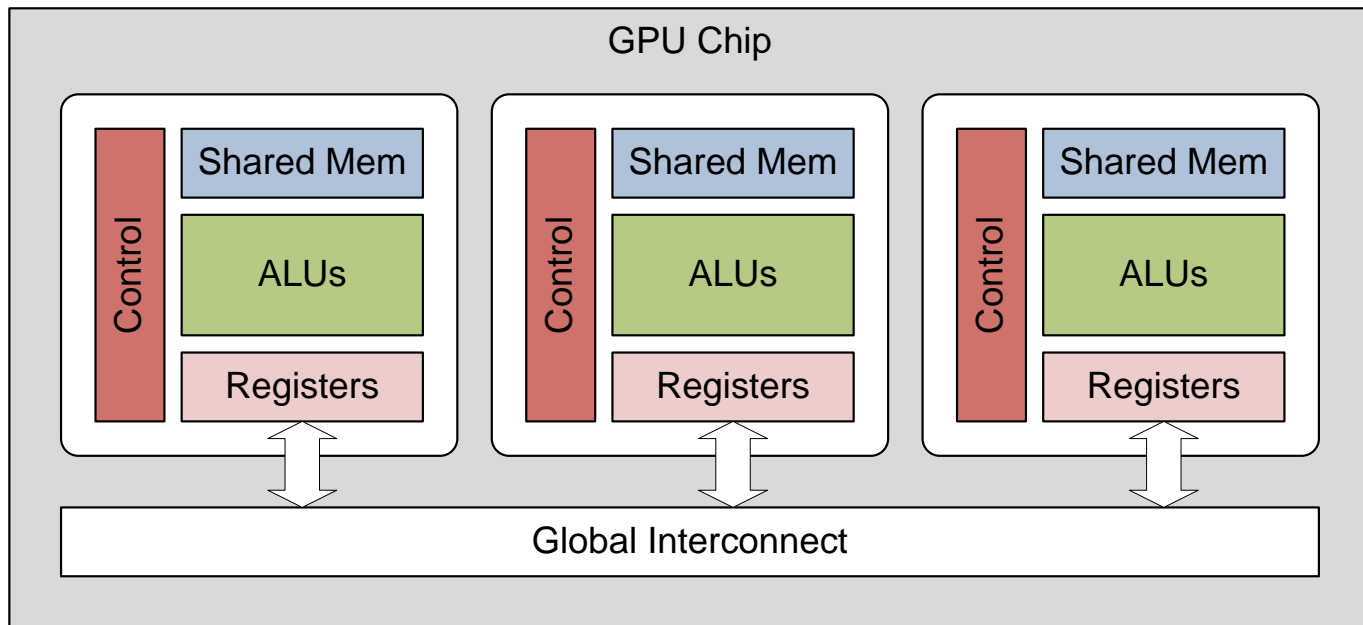 GPU Chip
Control
Shared Mem
ALUs
Registers
Control
Shared Mem
ALUs
Registers
Control
Shared Mem
ALUs
Registers
Global Interconnect